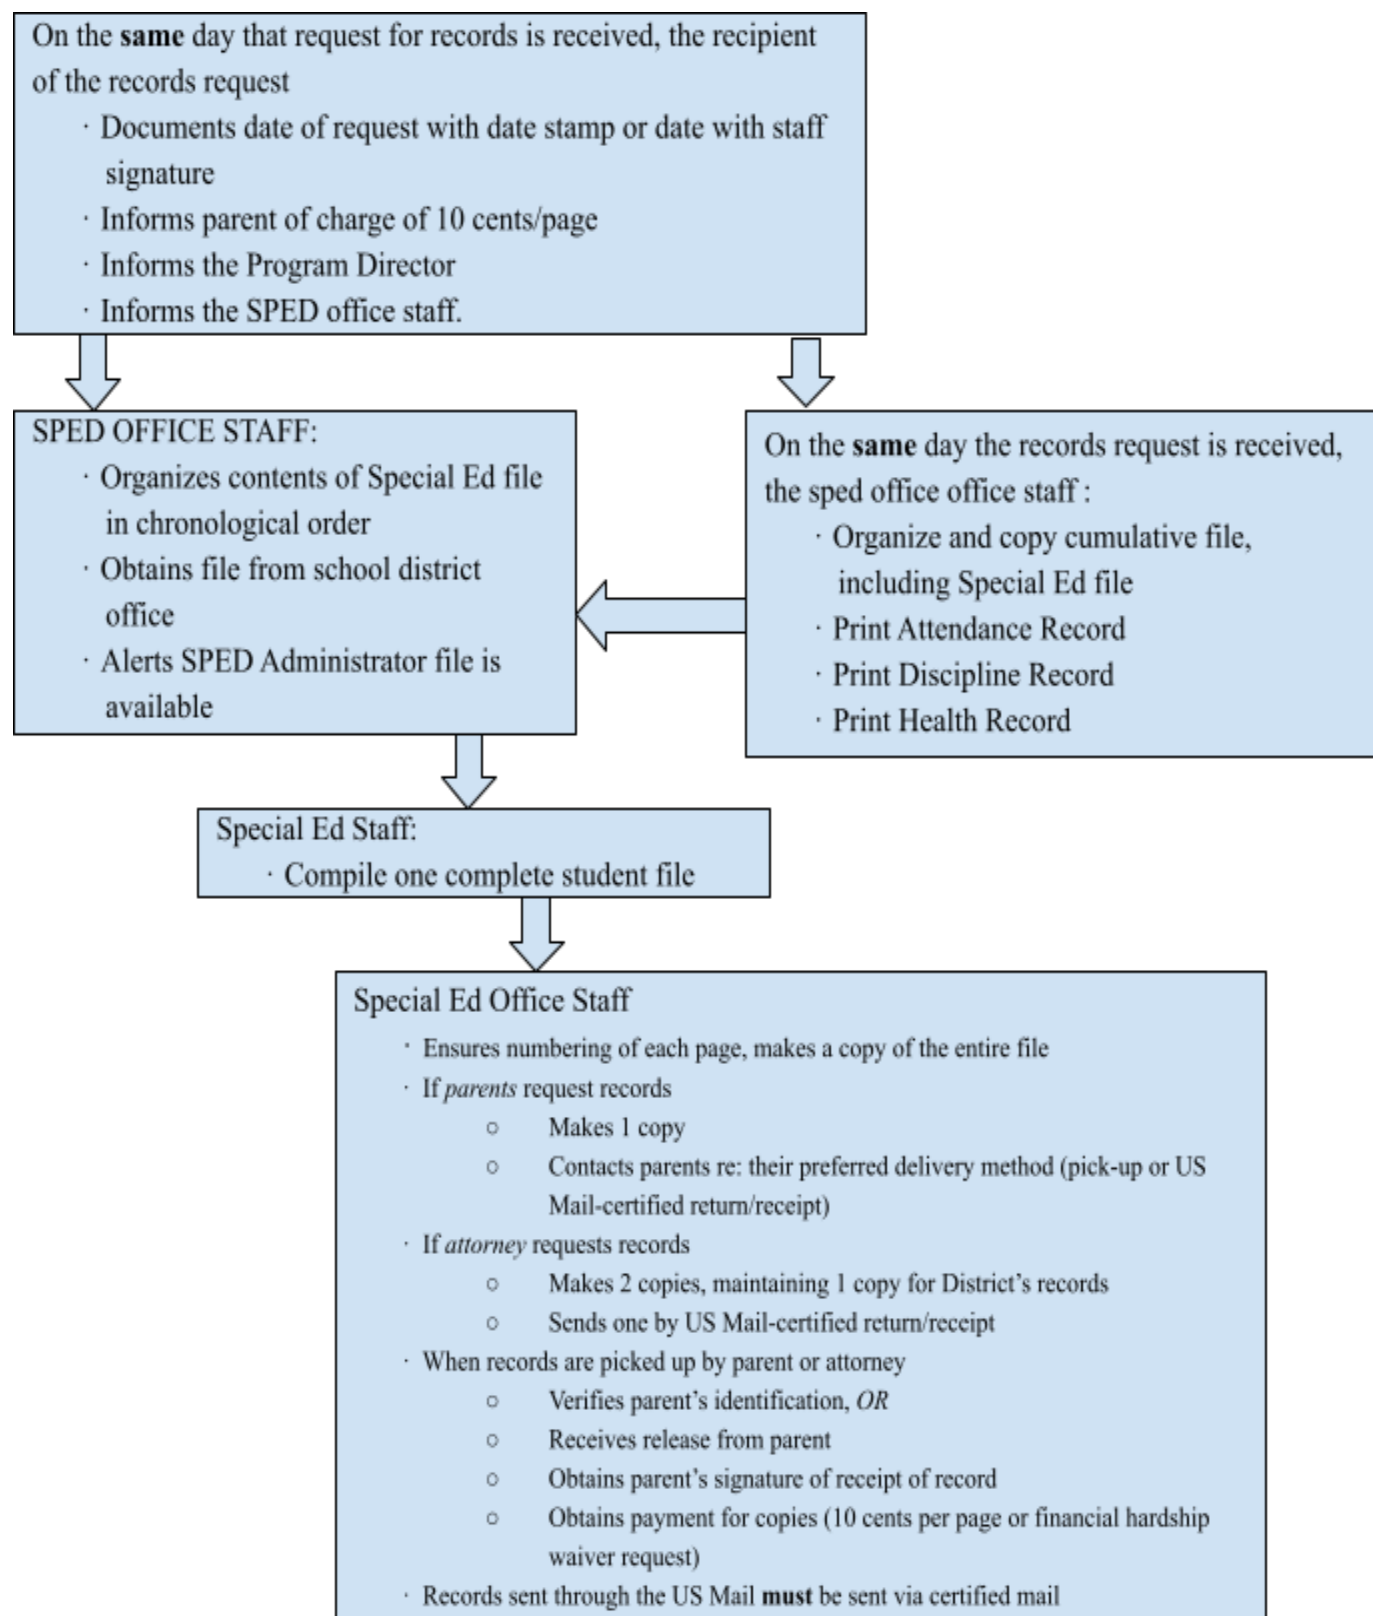 On the same day that request for records is received, the recipient
of the records request
· Documents date of request with date stamp or date with staff
signature
· Informs parent of charge of 10 cents/page
· Informs the Program Director
· Informs the SPED office staff.
SPED OFFICE STAFF:
· Organizes contents of Special Ed file
in chronological order
· Obtains file from school district
office
· Alerts SPED Administrator file is
available
On the same day the records request is received,
the sped office office staff :
· Organize and copy cumulative file,
including Special Ed file
· Print Attendance Record
· Print Discipline Record
· Print Health Record
Special Ed Staff:
· Compile one complete student file
Special Ed Office Staff
· Ensures numbering of each page, makes a copy of the entire file
· If parents request records
○ Makes 1 copy
○ Contacts parents re: their preferred delivery method (pick-up or US
Mail-certified return/receipt)
· If attorney requests records
○ Makes 2 copies, maintaining 1 copy for District’s records
○ Sends one by US Mail-certified return/receipt
· When records are picked up by parent or attorney
○ Verifies parent’s identification, OR
○ Receives release from parent
○ Obtains parent’s signature of receipt of record
○ Obtains payment for copies (10 cents per page or financial hardship
waiver request)
· Records sent through the US Mail must be sent via certified mail